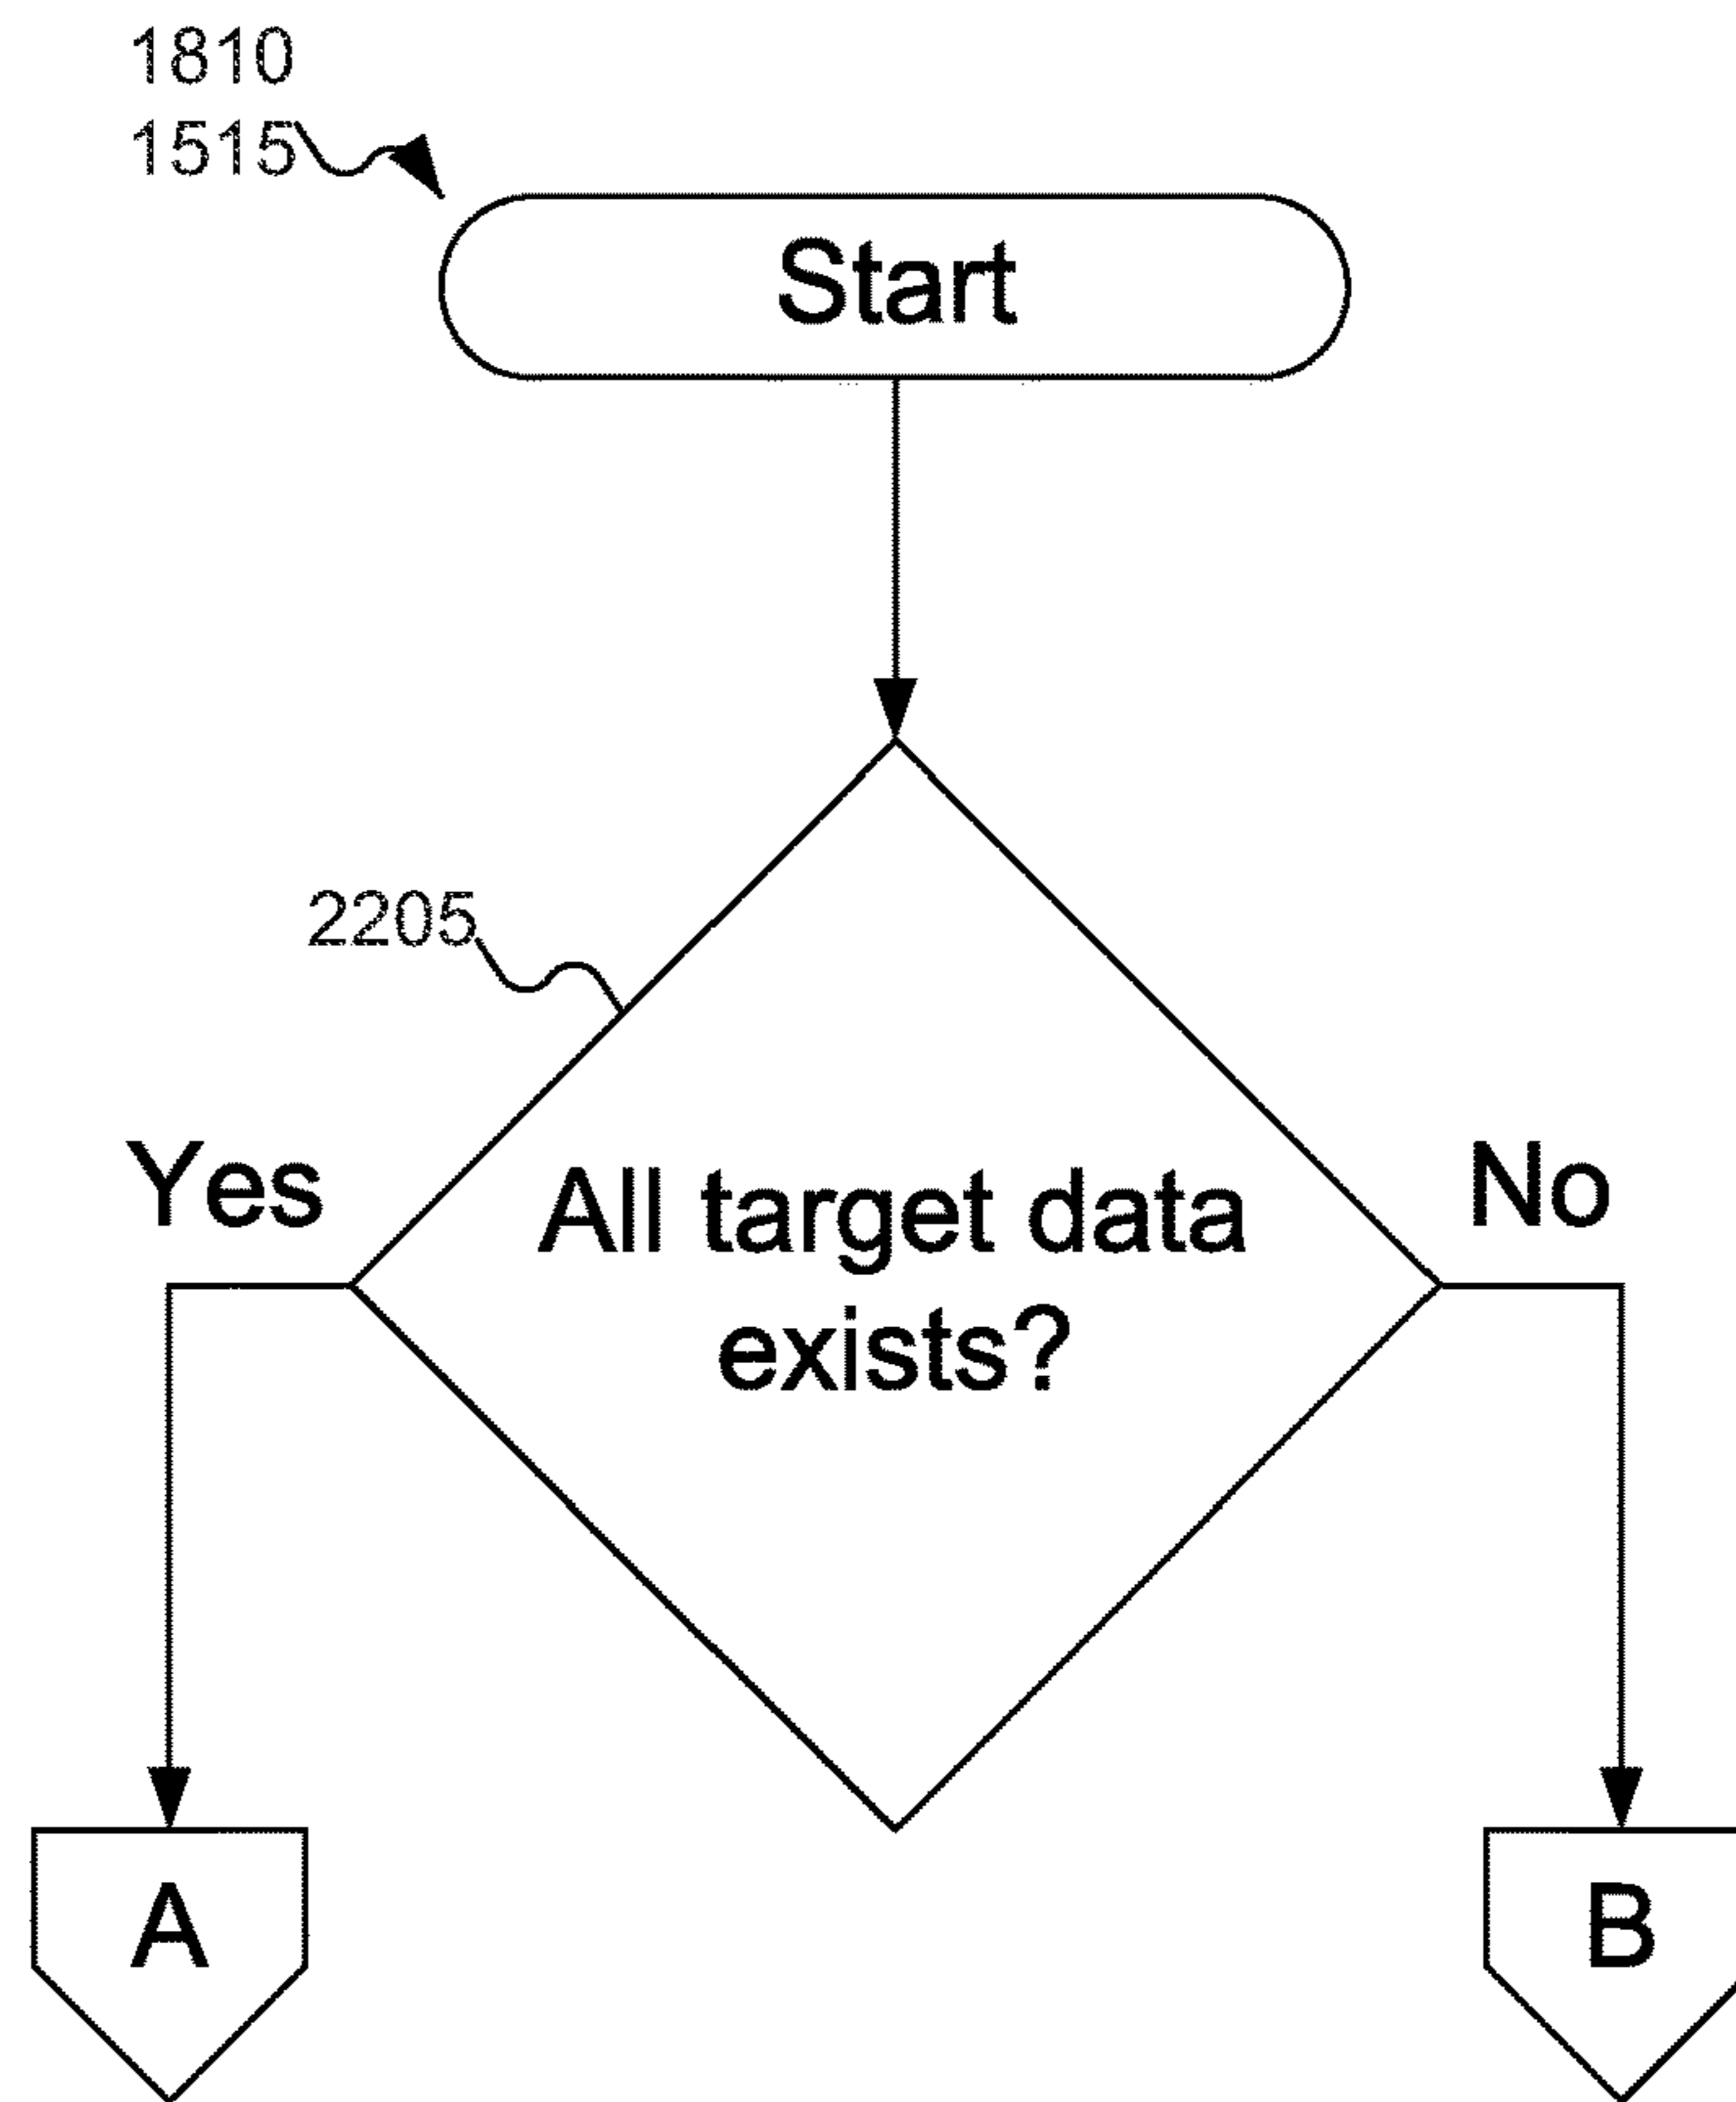 1810
1515
Start
2205
Yes
No
All target data
exists?
A
B